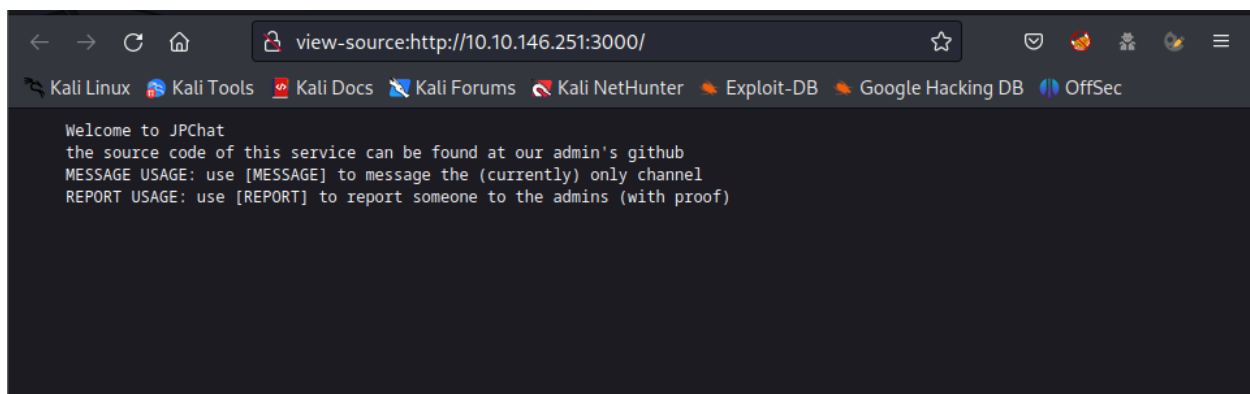 view-source:http://10.10.146.251:3000/
Kali Linux Kali Tools Kali Docs Kali Forums Kali NetHunter Exploit-DB Google Hacking DB OffSec
Welcome to JPChat
the source code of this service can be found at our admin's github
MESSAGE USAGE: use [MESSAGE] to message the (currently) only channel
REPORT USAGE: use [REPORT] to report someone to the admins (with proof)